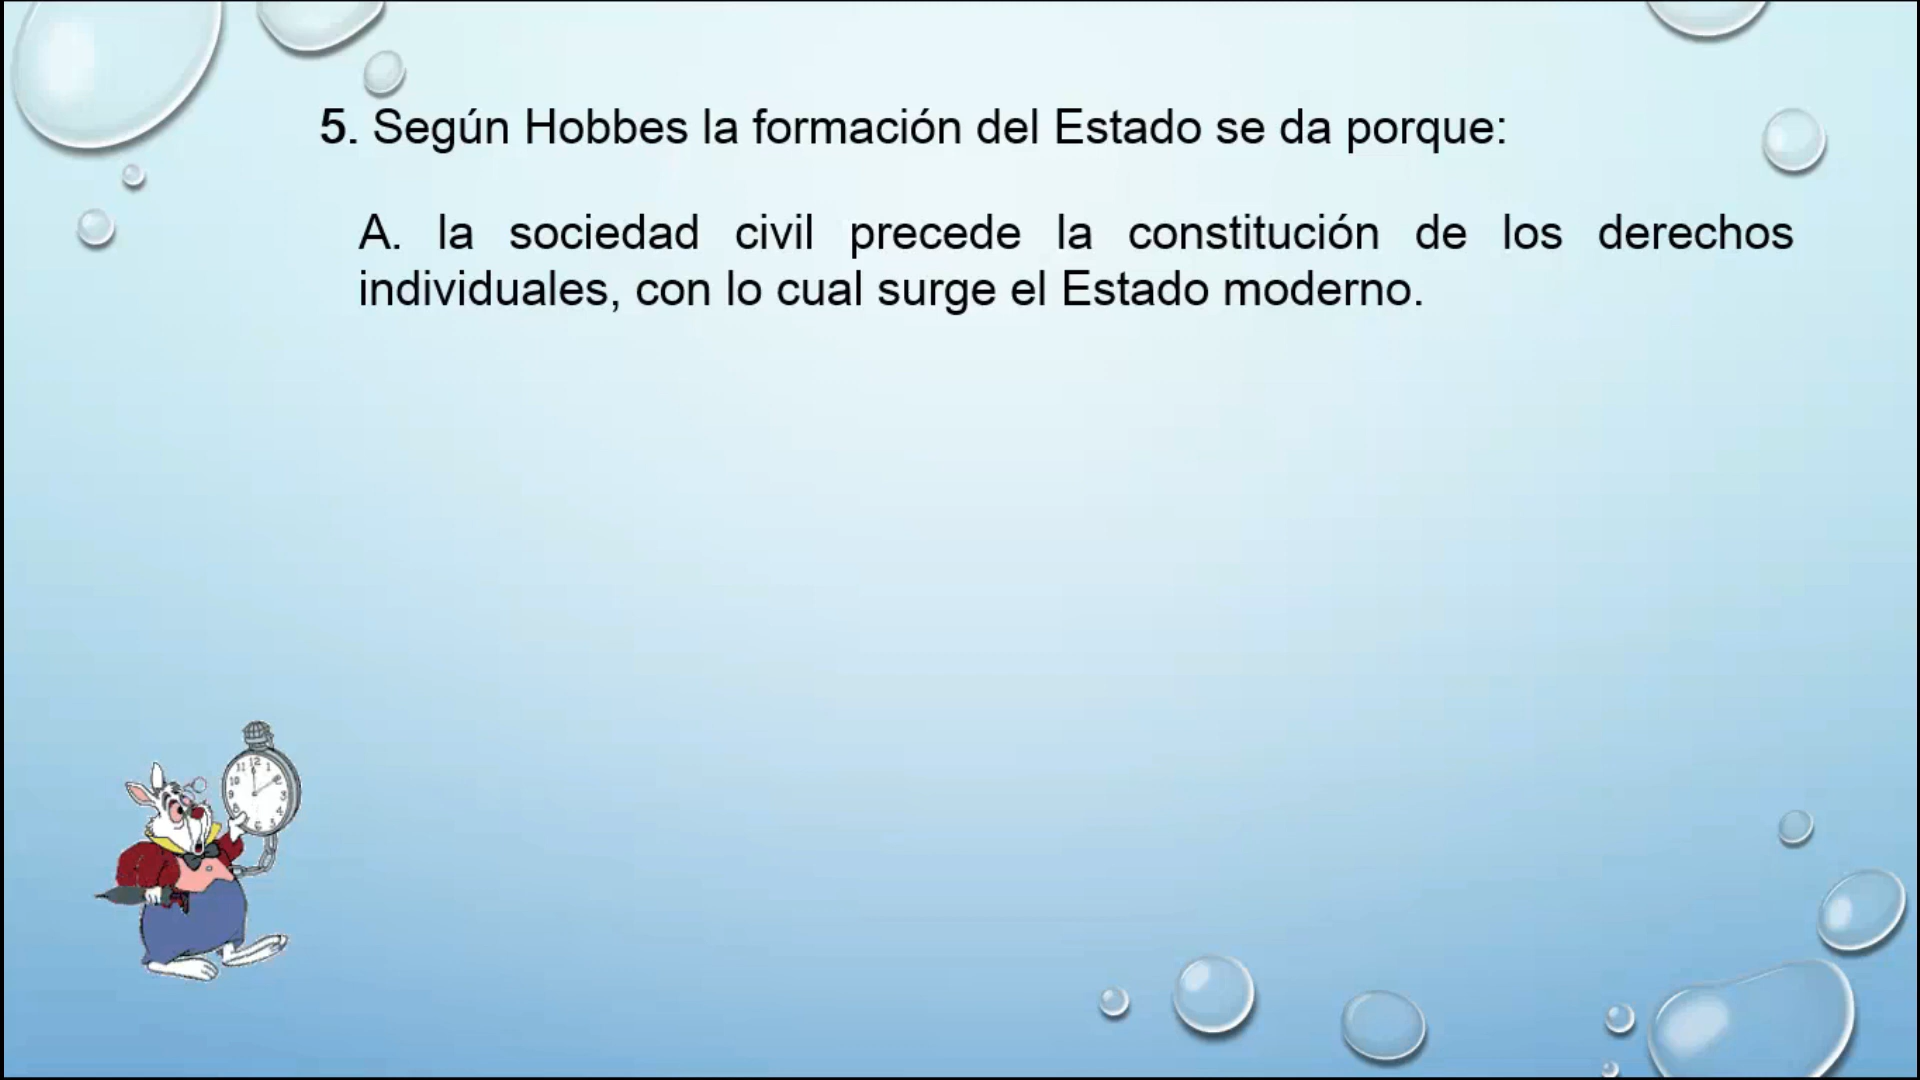 5. Según Hobbes la formación del Estado se da porque:
A. la sociedad civil precede la constitución de los derechos
individuales, con lo cual surge el Estado moderno.